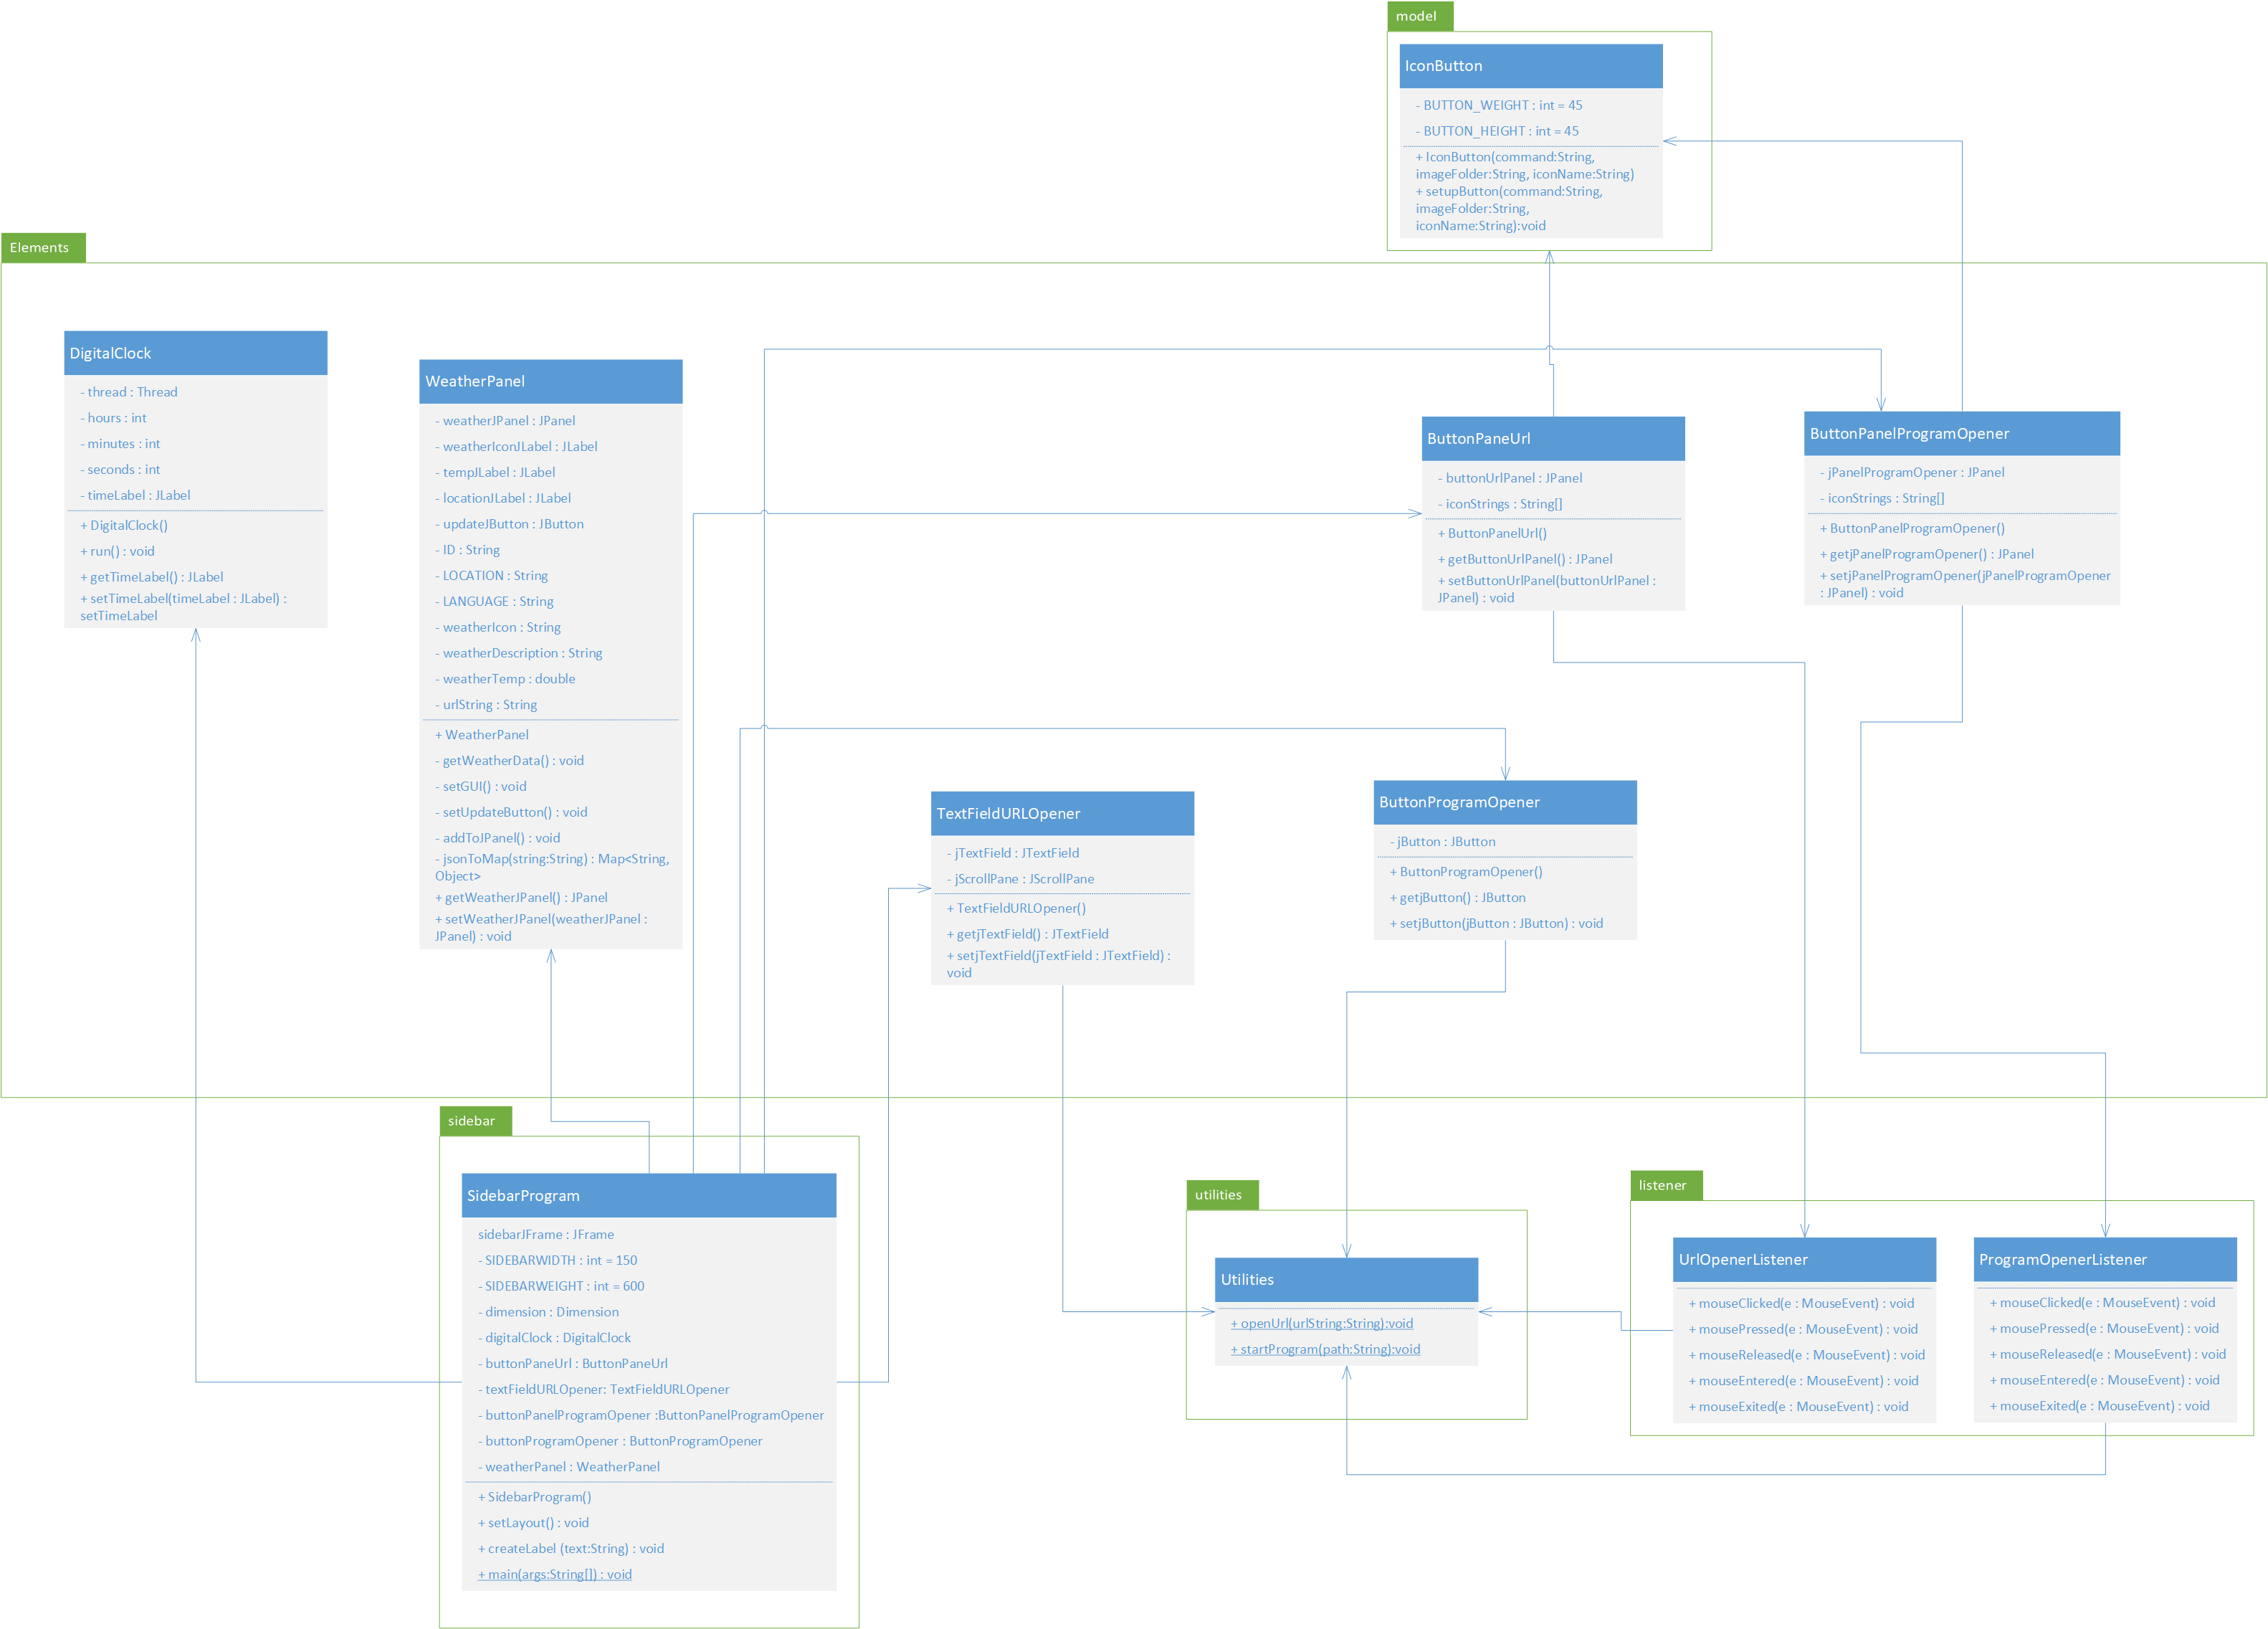 model
IconButton
- BUTTON_WEIGHT : int = 45
- BUTTON_HEIGHT : int = 45
+ IconButton(command:String,
imageFolder:String, iconName:String)
+ setupButton(command:String,
imageFolder:String,
iconName:String):void
Elements
DigitalClock
- thread : Thread
- hours : int
- minutes : int
- seconds : int
- timeLabel : JLabel
+ DigitalClock()
+ run() : void
+ getTimeLabel() : JLabel
+ setTimeLabel(timeLabel : JLabel) :
setTimeLabel
WeatherPanel
- weatherJPanel : JPanel
- weatherIconJLabel : JLabel
- tempJLabel : JLabel
- locationJLabel : JLabel
- updateJButton : JButton
- ID : String
- LOCATION : String
- LANGUAGE : String
- weatherIcon : String
- weatherDescription : String
- weatherTemp : double
- urlString : String
+ WeatherPanel
- getWeatherData() : void
- setGUI() : void
- setUpdateButton() : void
- addToJPanel() : void
- jsonToMap(string:String) : Map<String,
Object>
+ getWeatherJPanel() : JPanel
+ setWeatherJPanel(weatherJPanel :
JPanel) : void
ButtonPaneUrl
- buttonUrlPanel : JPanel
- iconStrings : String[]
+ ButtonPanelUrl()
+ getButtonUrlPanel() : JPanel
+ setButtonUrlPanel(buttonUrlPanel :
JPanel) : void
ButtonPanelProgramOpener
- jPanelProgramOpener : JPanel
- iconStrings : String[]
+ ButtonPanelProgramOpener()
+ getjPanelProgramOpener() : JPanel
+ setjPanelProgramOpener(jPanelProgramOpener
: JPanel) : void
TextFieldURLOpener
- jTextField : JTextField
- jScrollPane : JScrollPane
+ TextFieldURLOpener()
+ getjTextField() : JTextField
+ setjTextField(jTextField : JTextField) :
void
ButtonProgramOpener
- jButton : JButton
+ ButtonProgramOpener()
+ getjButton() : JButton
+ setjButton(jButton : JButton) : void
sidebar
SidebarProgram
sidebarJFrame : JFrame
- SIDEBARWIDTH : int = 150
- SIDEBARWEIGHT : int = 600
- dimension : Dimension
- digitalClock : DigitalClock
- buttonPaneUrl : ButtonPaneUrl
- textFieldURLOpener: TextFieldURLOpener
- buttonPanelProgramOpener :ButtonPanelProgramOpener
- buttonProgramOpener : ButtonProgramOpener
- weatherPanel : WeatherPanel
+ SidebarProgram()
+ setLayout() : void
+ createLabel (text:String) : void
+ main(args:String[]) : void
utilities
Utilities
+ openUrl(urlString:String):void
+ startProgram(path:String):void
listener
UrlOpenerListener
+ mouseClicked(e : MouseEvent) : void
+ mousePressed(e : MouseEvent) : void
+ mouseReleased(e : MouseEvent) : void
+ mouseEntered(e : MouseEvent) : void
+ mouseExited(e : MouseEvent) : void
ProgramOpenerListener
+ mouseClicked(e : MouseEvent) : void
+ mousePressed(e : MouseEvent) : void
+ mouseReleased(e : MouseEvent) : void
+ mouseEntered(e : MouseEvent) : void
+ mouseExited(e : MouseEvent) : void